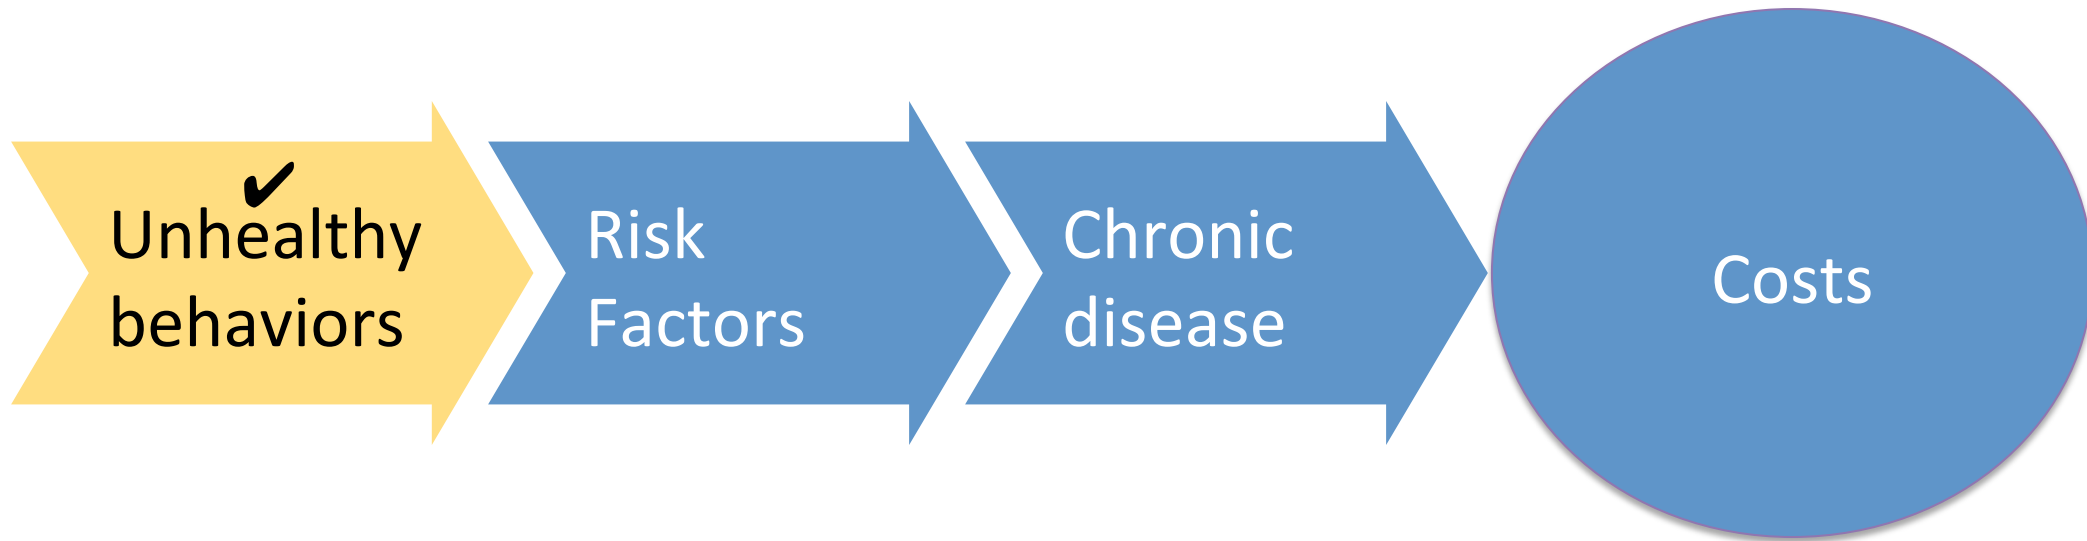 ✔
Unhealthy
behaviors
Risk
Factors
Chronic
disease
Costs